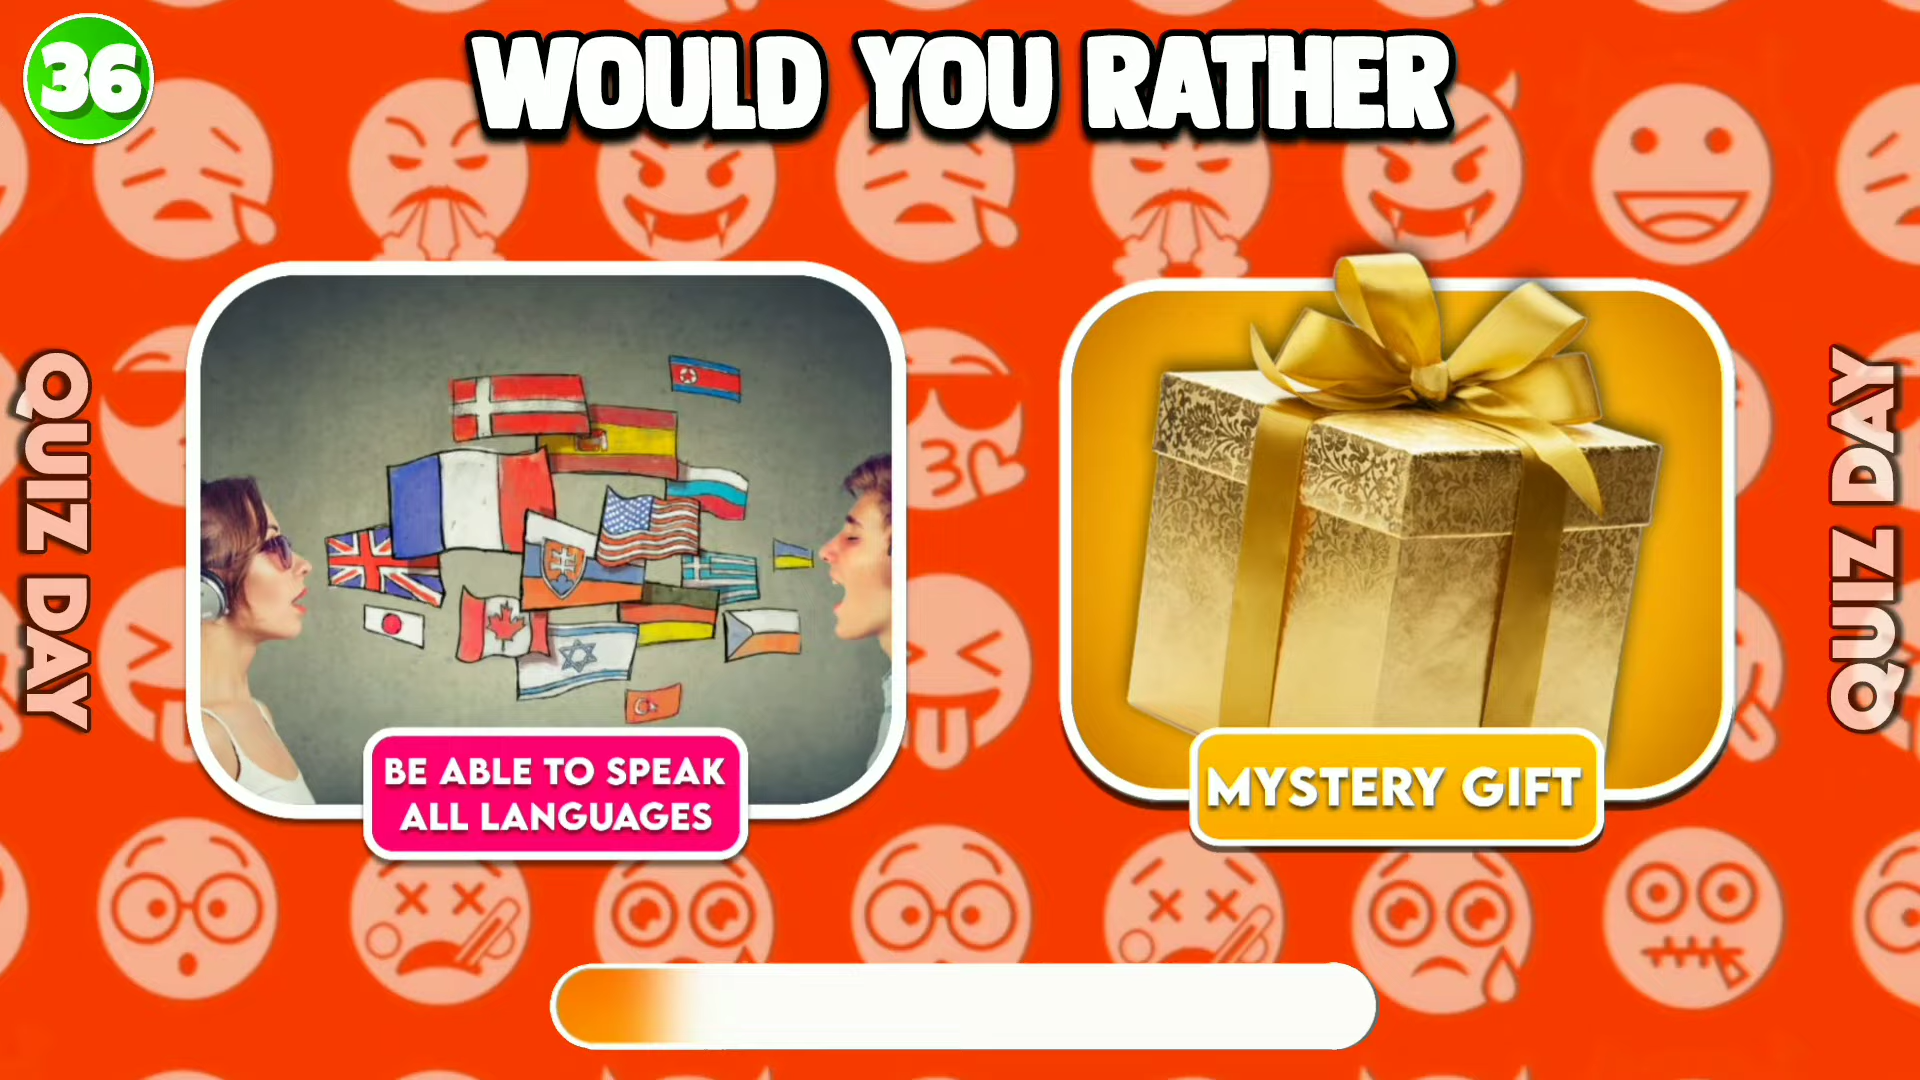 36
WOULD YOU RATHER
QUIZ DAY
BE ABLE TO SPEAK
ALL LANGUAGES
MYSTERY GIFT
QUIZ DAY